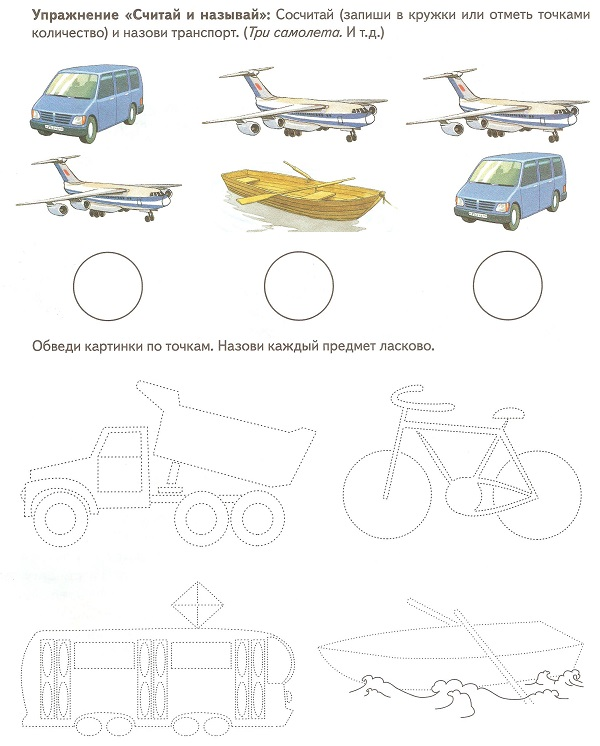 Упражнение «Считай и называй»: Сосчитай (запиши в кружки или отметь точками
количество) и назови транспорт. (Три самолета. И т.д.)
Обведи картинки по точкам. Назови каждый предмет ласково.